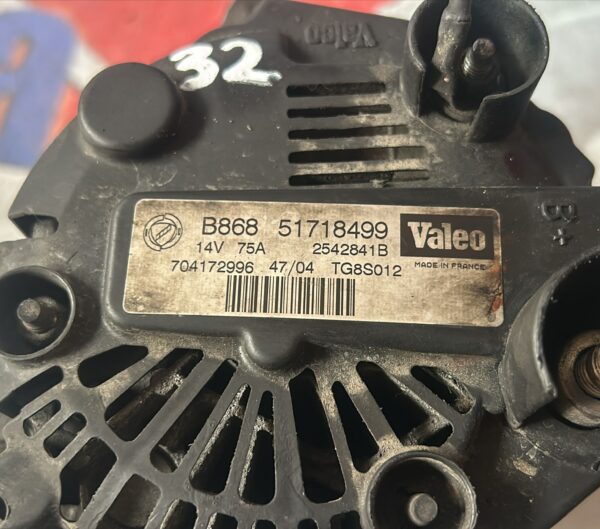 Valeo
32
B868 51718499 Valeo
14V 75A 2542841B MADE IN FRANCE
704172996 47/04 TG8S012
B+